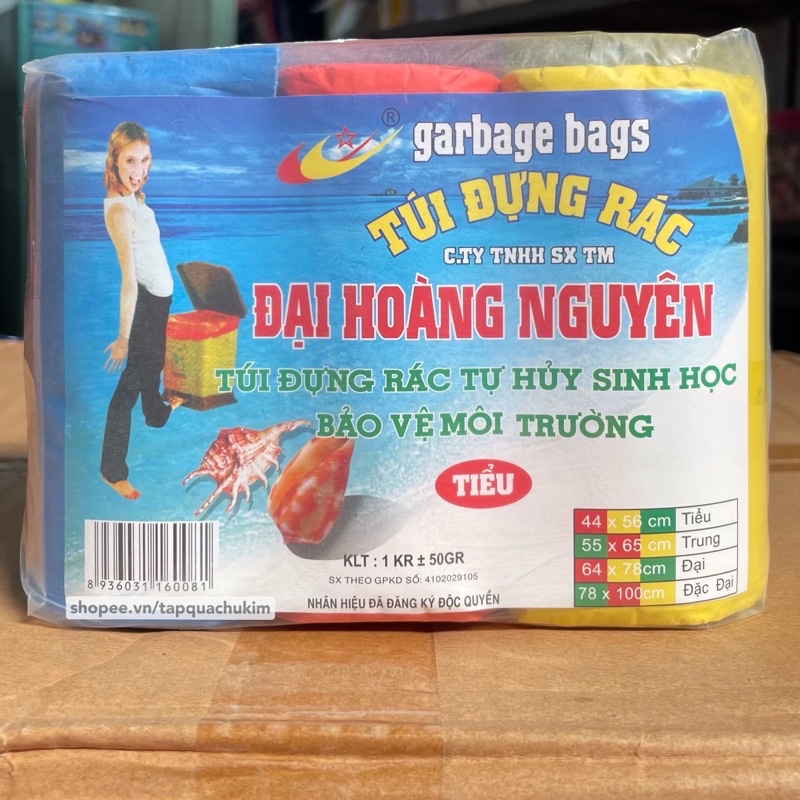 ®
garbage bags
TÚI ĐỰNG RÁC
C.TY TNHH SX TM
ĐẠI HOÀNG NGUYÊN
TÚI ĐỰNG RÁC TỰ HỦY SINH HỌC
BẢO VỆ MÔI TRƯỜNG
TIỂU
44 x 56 cm Tiểu
55 x 65 cm Trung
64 x 78cm Đại
78 x 100cm Đặc Đại
KLT : 1 KR ± 50GR
SX THEO GPKD SỐ: 4102029105
NHÃN HIỆU ĐÃ ĐĂNG KÝ ĐỘC QUYỀN
8 936031 160081
shopee.vn/tapquachukim